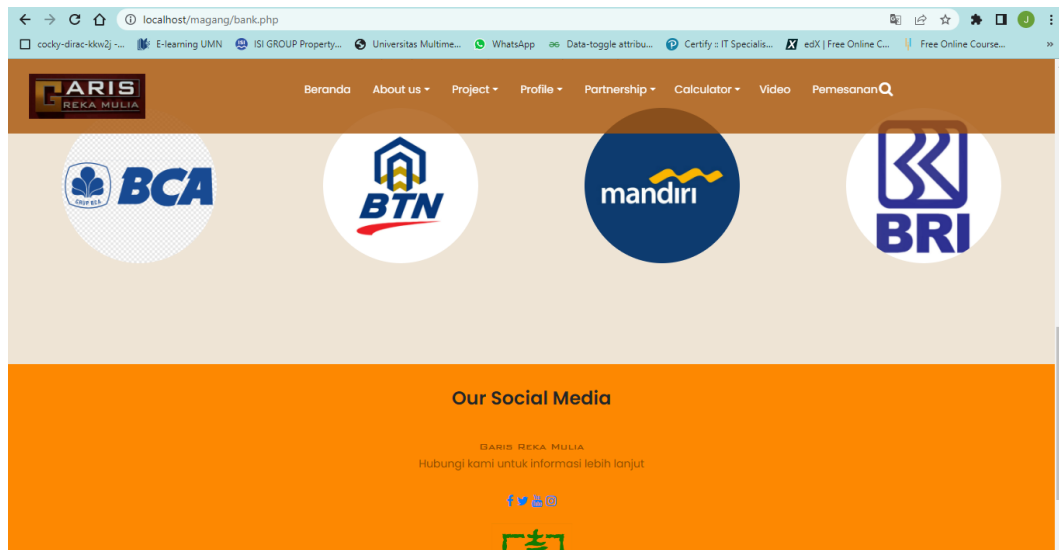 localhost/magang/bank.php
cocky-dirac-kkw2j -...
E-learning UMN
ISI GROUP Property...
Universitas Multime...
WhatsApp
Data-toggle attribu...
Certify :: IT Specialis...
edX | Free Online C...
Free Online Course...
»
GARIS
REKA MULIA
Beranda
About us
Project
Profile
Partnership
Calculator
Video
Pemesanan
J
GRUP BCA
BCA
BTN
mandiri
BRI
Our Social Media
Garis Reka Mulia
Hubungi kami untuk informasi lebih lanjut